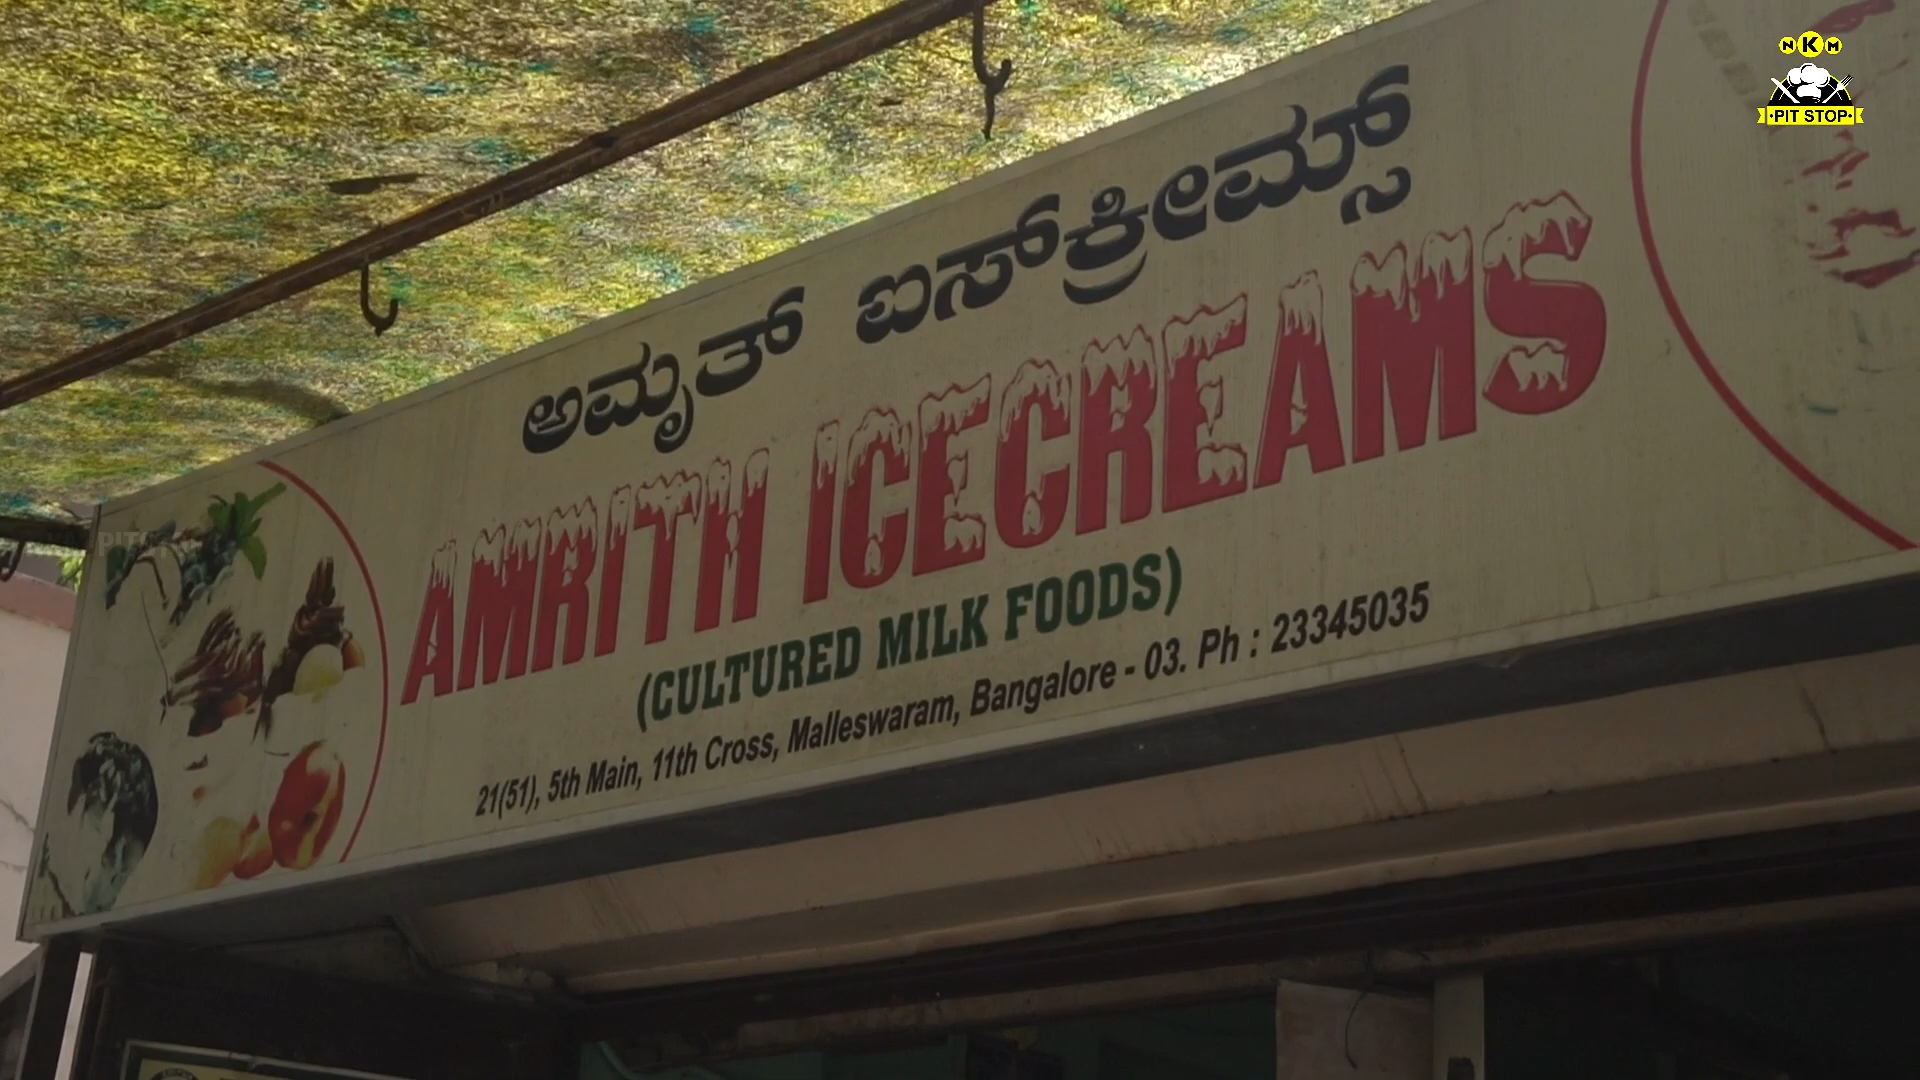 NKM
PIT STOP
ಅಮೃತ್ ಐಸ್‌ಕ್ರೀಮ್ಸ್
AMRITH ICECREAMS
(CULTURED MILK FOODS)
21(51), 5th Main, 11th Cross, Malleswaram, Bangalore - 03. Ph : 23345035